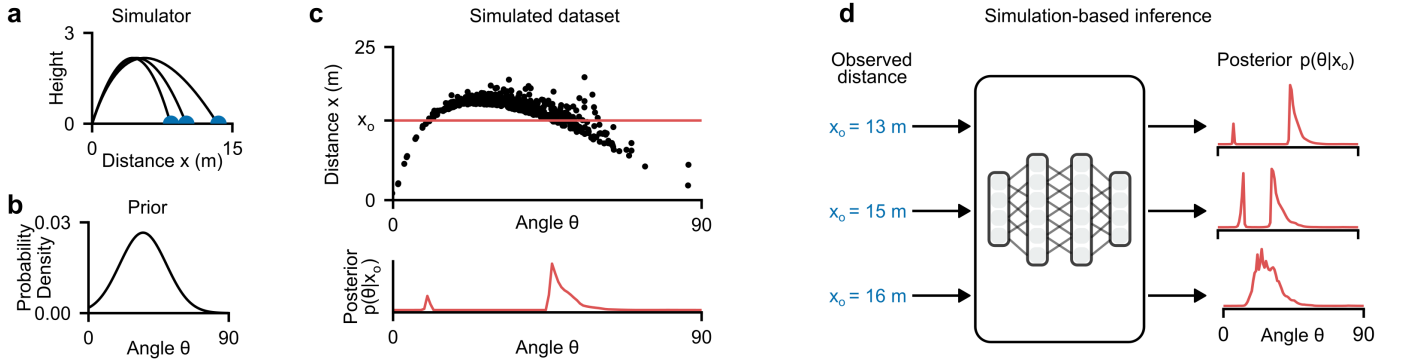 a
Simulator
3
Height
0
0
15
Distance x (m)
b
Prior
0.03
Probability
Density
0.00
0
90
Angle θ
c
Simulated dataset
25
Distance x (m)
xₒ
0
0
90
Angle θ
Posterior
p(θ|xₒ)
0
90
Angle θ
d
Simulation-based inference
Observed
distance
xₒ = 13 m
xₒ = 15 m
xₒ = 16 m
Posterior p(θ|xₒ)
0
90
Angle θ